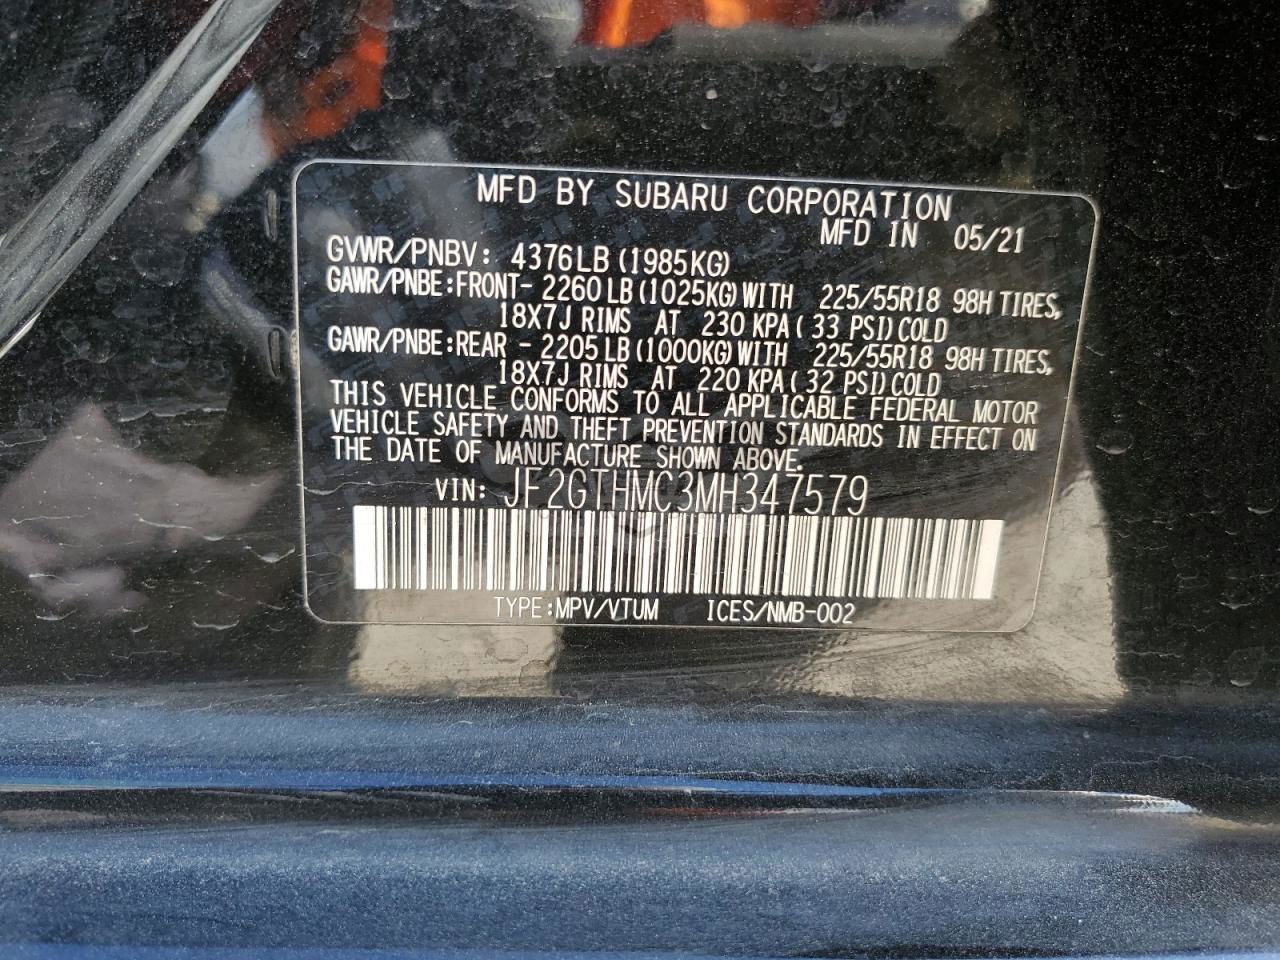 MFD BY SUBARU CORPORATION
MFD IN 05/21
GVWR/PNBV: 4376LB (1985KG)
GAWR/PNBE:FRONT- 2260LB (1025KG) WITH 225/55R18 98H TIRES,
18X7J RIMS AT 230 KPA ( 33 PSI) COLD
GAWR/PNBE:REAR - 2205LB (1000KG) WITH 225/55R18 98H TIRES,
18X7J RIMS AT 220 KPA ( 32 PSI) COLD
THIS VEHICLE CONFORMS TO ALL APPLICABLE FEDERAL MOTOR
VEHICLE SAFETY AND THEFT PREVENTION STANDARDS IN EFFECT ON
THE DATE OF MANUFACTURE SHOWN ABOVE.
VIN: JF2GTHMC3MH347579
TYPE:MPV/VTUM ICES/NMB-002